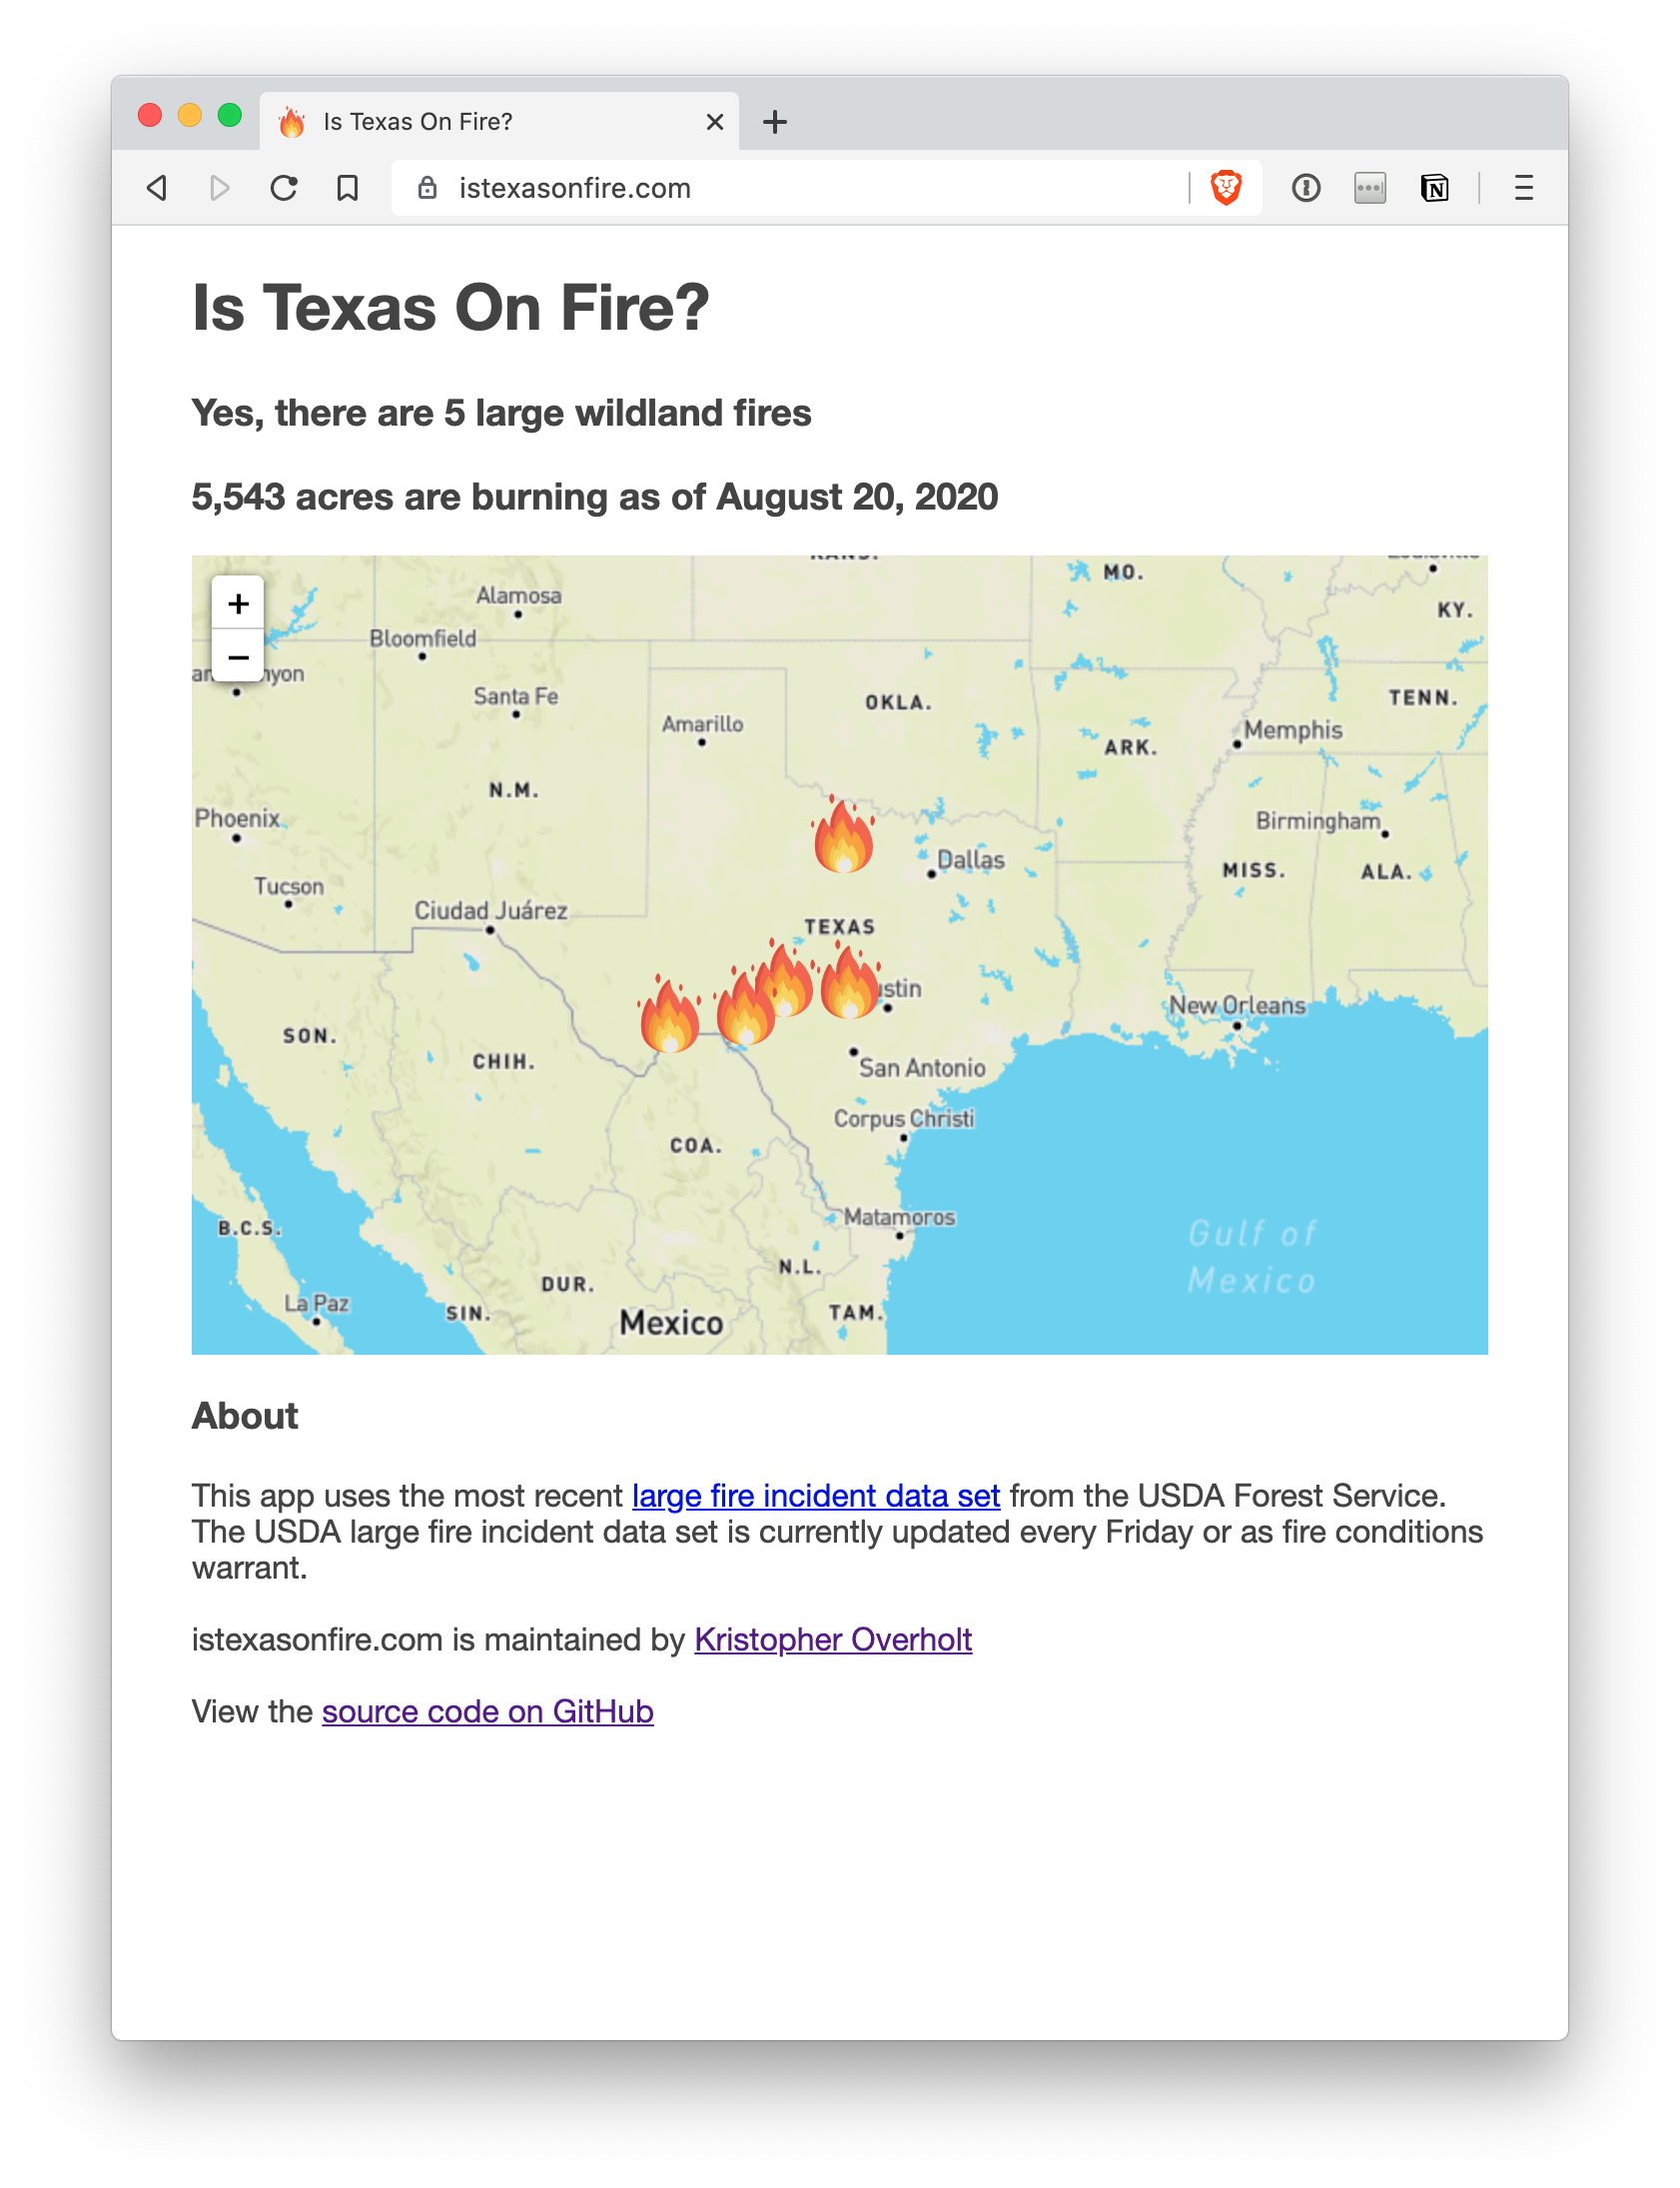 Is Texas On Fire?
istexasonfire.com
Is Texas On Fire?
Yes, there are 5 large wildland fires
5,543 acres are burning as of August 20, 2020
KANS.
MO.
KY.
Alamosa
Bloomfield
Santa Fe
Amarillo
OKLA.
TENN.
Memphis
ARK.
N.M.
Phoenix
Birmingham
Dallas
MISS.
ALA.
Tucson
Ciudad Juárez
TEXAS
New Orleans
SON.
CHIH.
San Antonio
Corpus Christi
COA.
Matamoros
B.C.S.
Gulf of
Mexico
N.L.
DUR.
La Paz
SIN.
Mexico
TAM.
About
This app uses the most recent large fire incident data set from the USDA Forest Service.
The USDA large fire incident data set is currently updated every Friday or as fire conditions
warrant.
istexasonfire.com is maintained by Kristopher Overholt
View the source code on GitHub